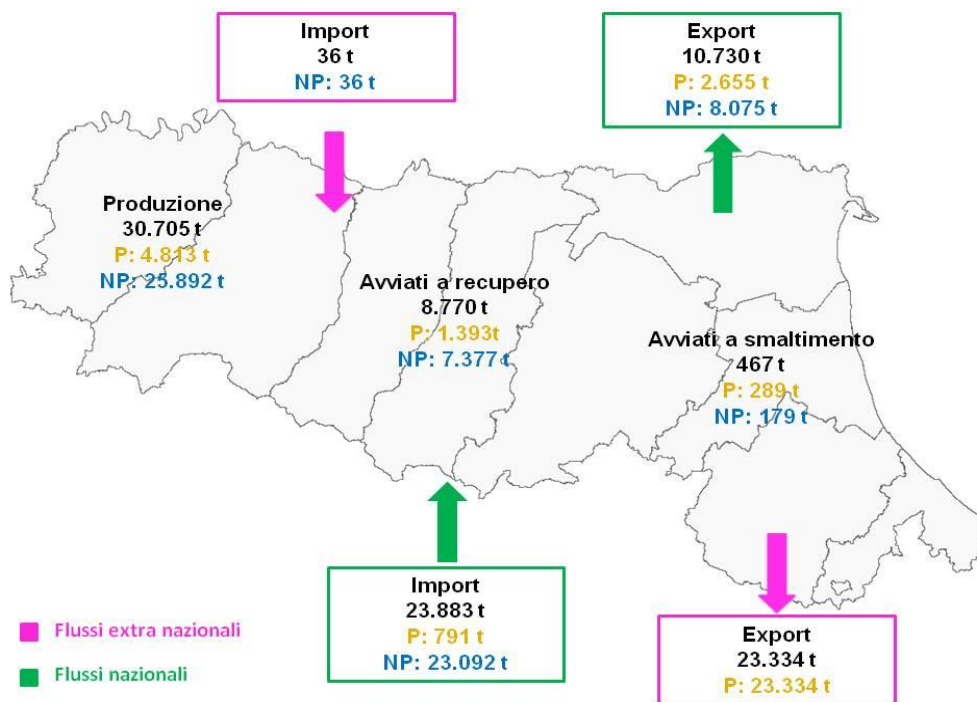 Import
36 t
NP: 36 t
Export
10.730 t
P: 2.655 t
NP: 8.075 t
Produzione
30.705 t
P: 4.813 t
NP: 25.892 t
Avviati a recupero
8.770 t
P: 1.393t
NP: 7.377 t
Avviati a smaltimento
467 t
P: 289 t
NP: 179 t
Import
23.883 t
P: 791 t
NP: 23.092 t
Export
23.334 t
P: 23.334 t
Flussi extra nazionali
Flussi nazionali